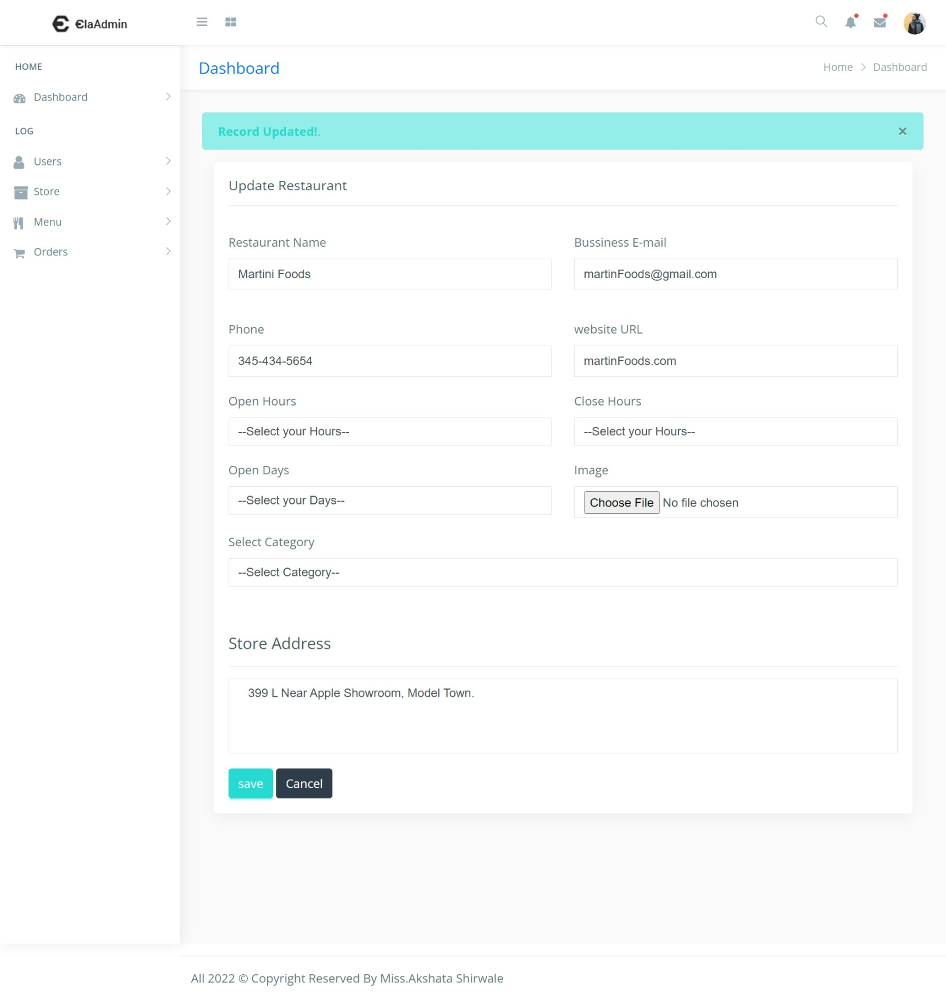 ЄlaAdmin
HOME
Dashboard
LOG
Users
Store
Menu
Orders
Dashboard
Home > Dashboard
Record Updated!.
×
Update Restaurant
Restaurant Name
Bussiness E-mail
Martini Foods
martinFoods@gmail.com
Phone
website URL
345-434-5654
martinFoods.com
Open Hours
Close Hours
--Select your Hours--
--Select your Hours--
Open Days
Image
--Select your Days--
Choose File No file chosen
Select Category
--Select Category--
Store Address
399 L Near Apple Showroom, Model Town.
save
Cancel
All 2022 © Copyright Reserved By Miss.Akshata Shirwale